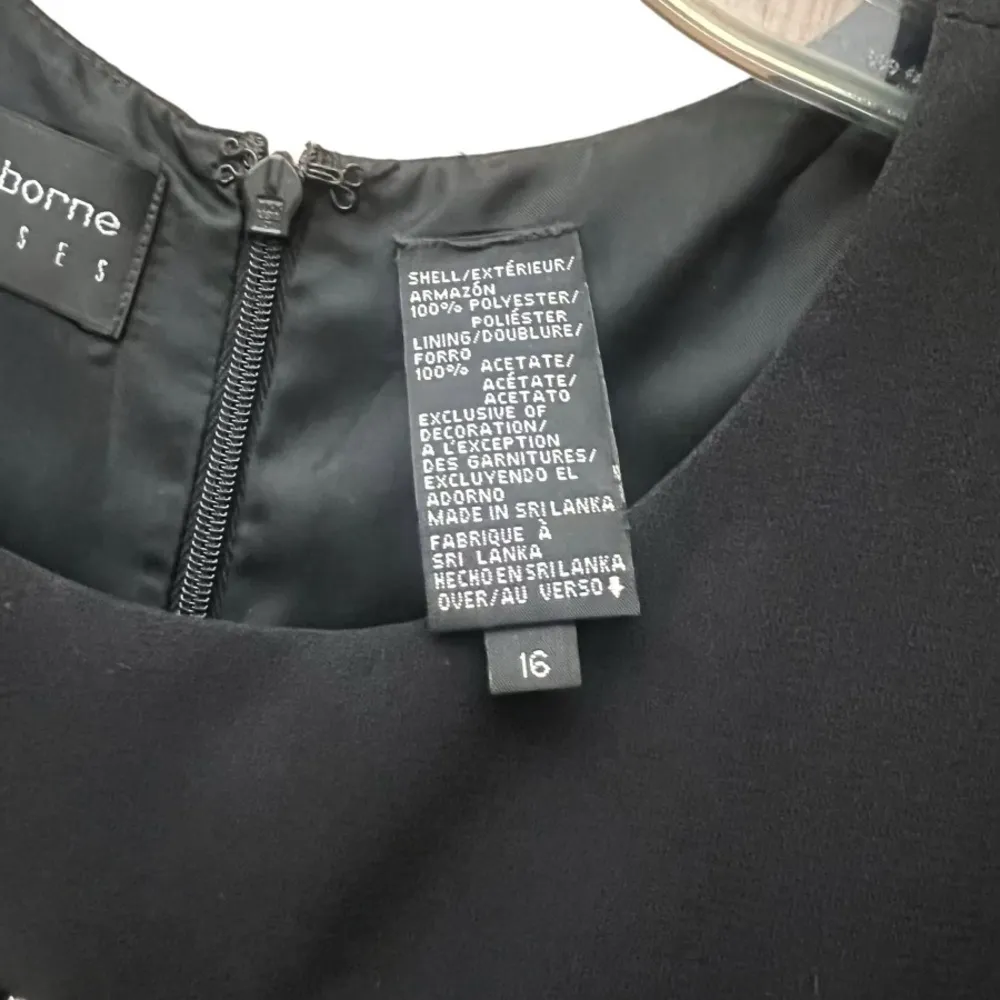 borne
S E S
SHELL/EXTÉRIEUR/
ARMAZÓN
100% POLYESTER/
POLIÉSTER
LINING/DOUBLURE/
FORRO
100% ACETATE/
ACÉTATE/
ACETATO
EXCLUSIVE OF
DECORATION/
A L'EXCEPTION
DES GARNITURES/
EXCLUYENDO EL
ADORNO
MADE IN SRI LANKA
FABRIQUE À
SRI LANKA
HECHO EN SRI LANKA
OVER/AU VERSO
16